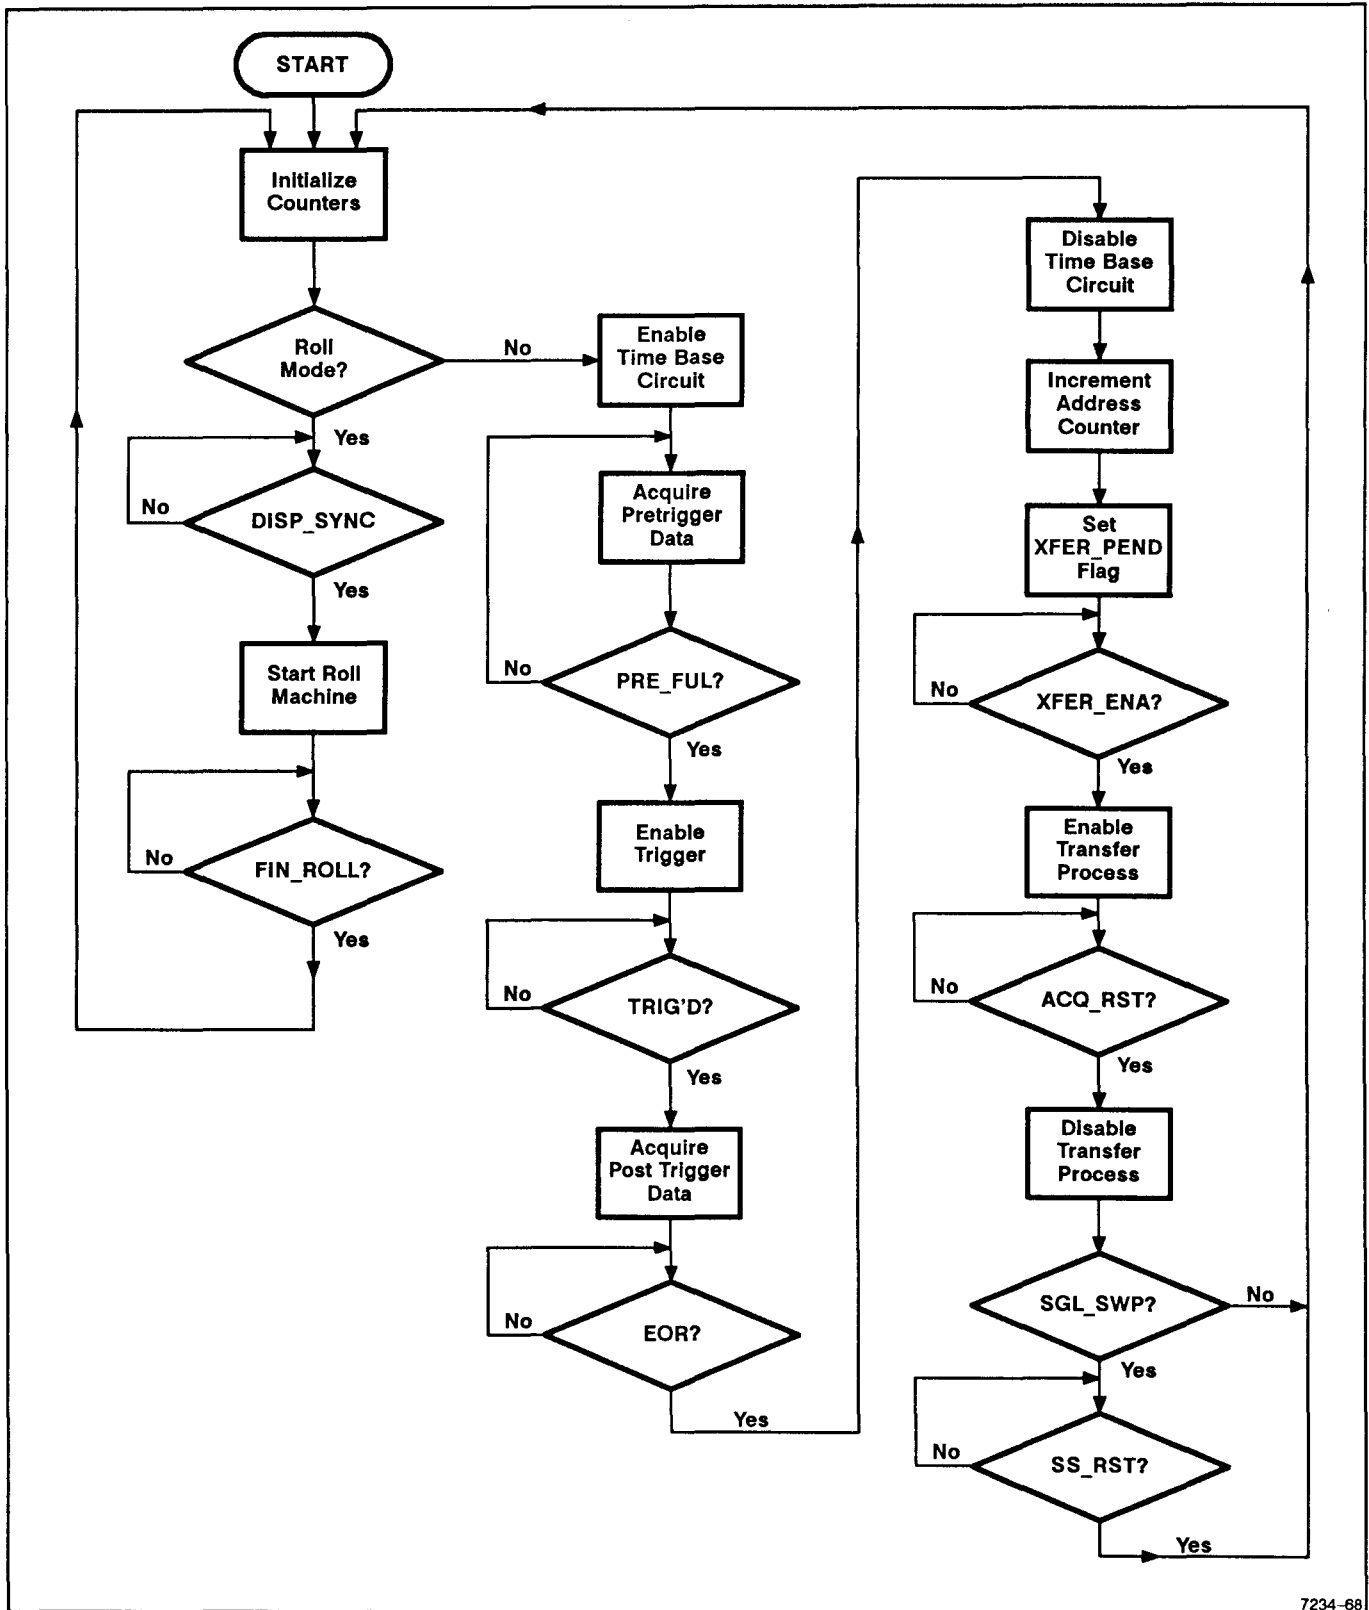 START
Initialize
Counters
Roll
Mode?
No
Yes
No
DISP_SYNC
Yes
Start Roll
Machine
No
FIN_ROLL?
Yes
Enable
Time Base
Circuit
Acquire
Pretrigger
Data
No
PRE_FUL?
Yes
Enable
Trigger
No
TRIG'D?
Yes
Acquire
Post Trigger
Data
No
EOR?
Yes
Disable
Time Base
Circuit
Increment
Address
Counter
Set
XFER_PEND
Flag
No
XFER_ENA?
Yes
Enable
Transfer
Process
No
ACQ_RST?
Yes
Disable
Transfer
Process
SGL_SWP?
No
Yes
No
SS_RST?
Yes
7234-68